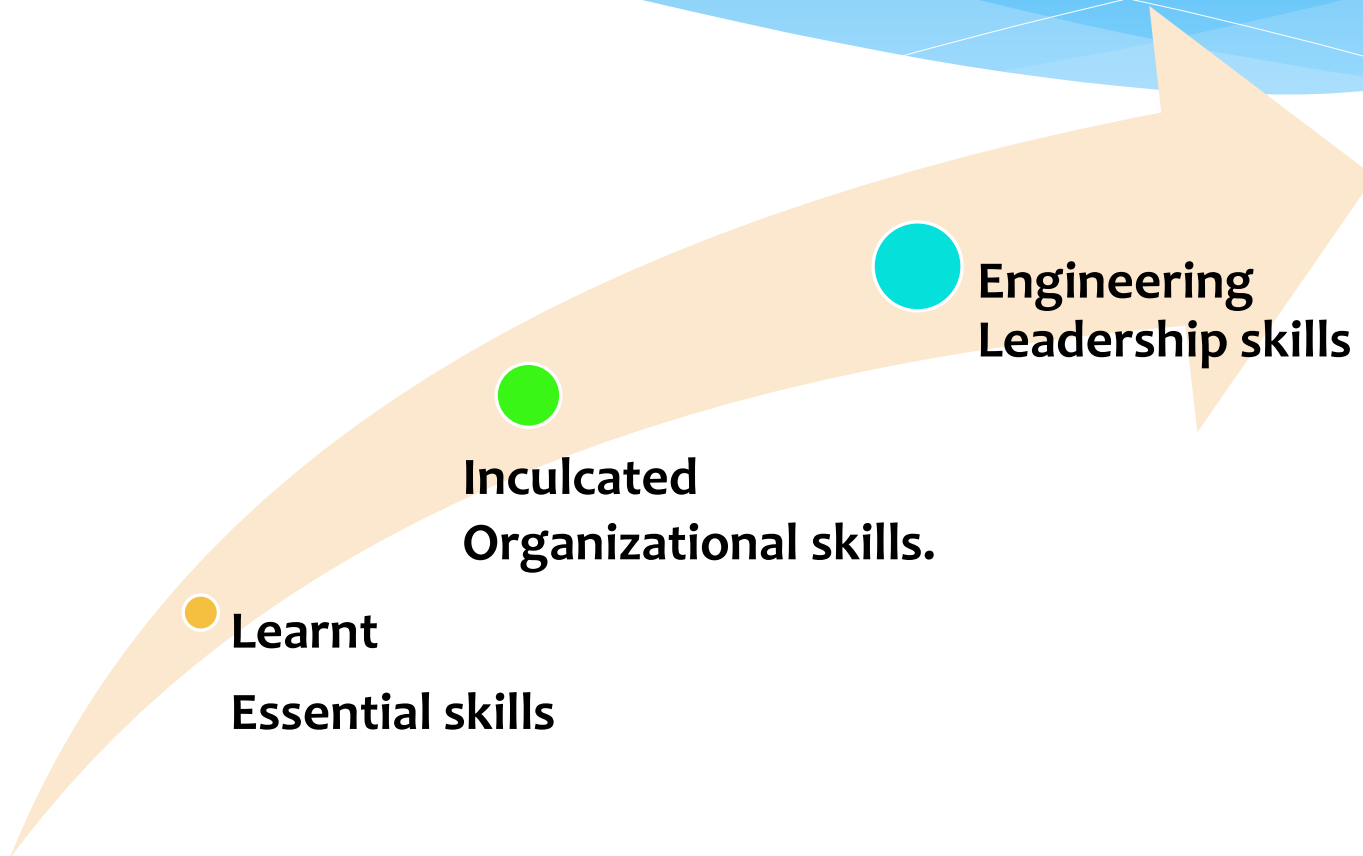 Engineering
Leadership skills
Inculcated
Organizational skills.
Learnt
Essential skills